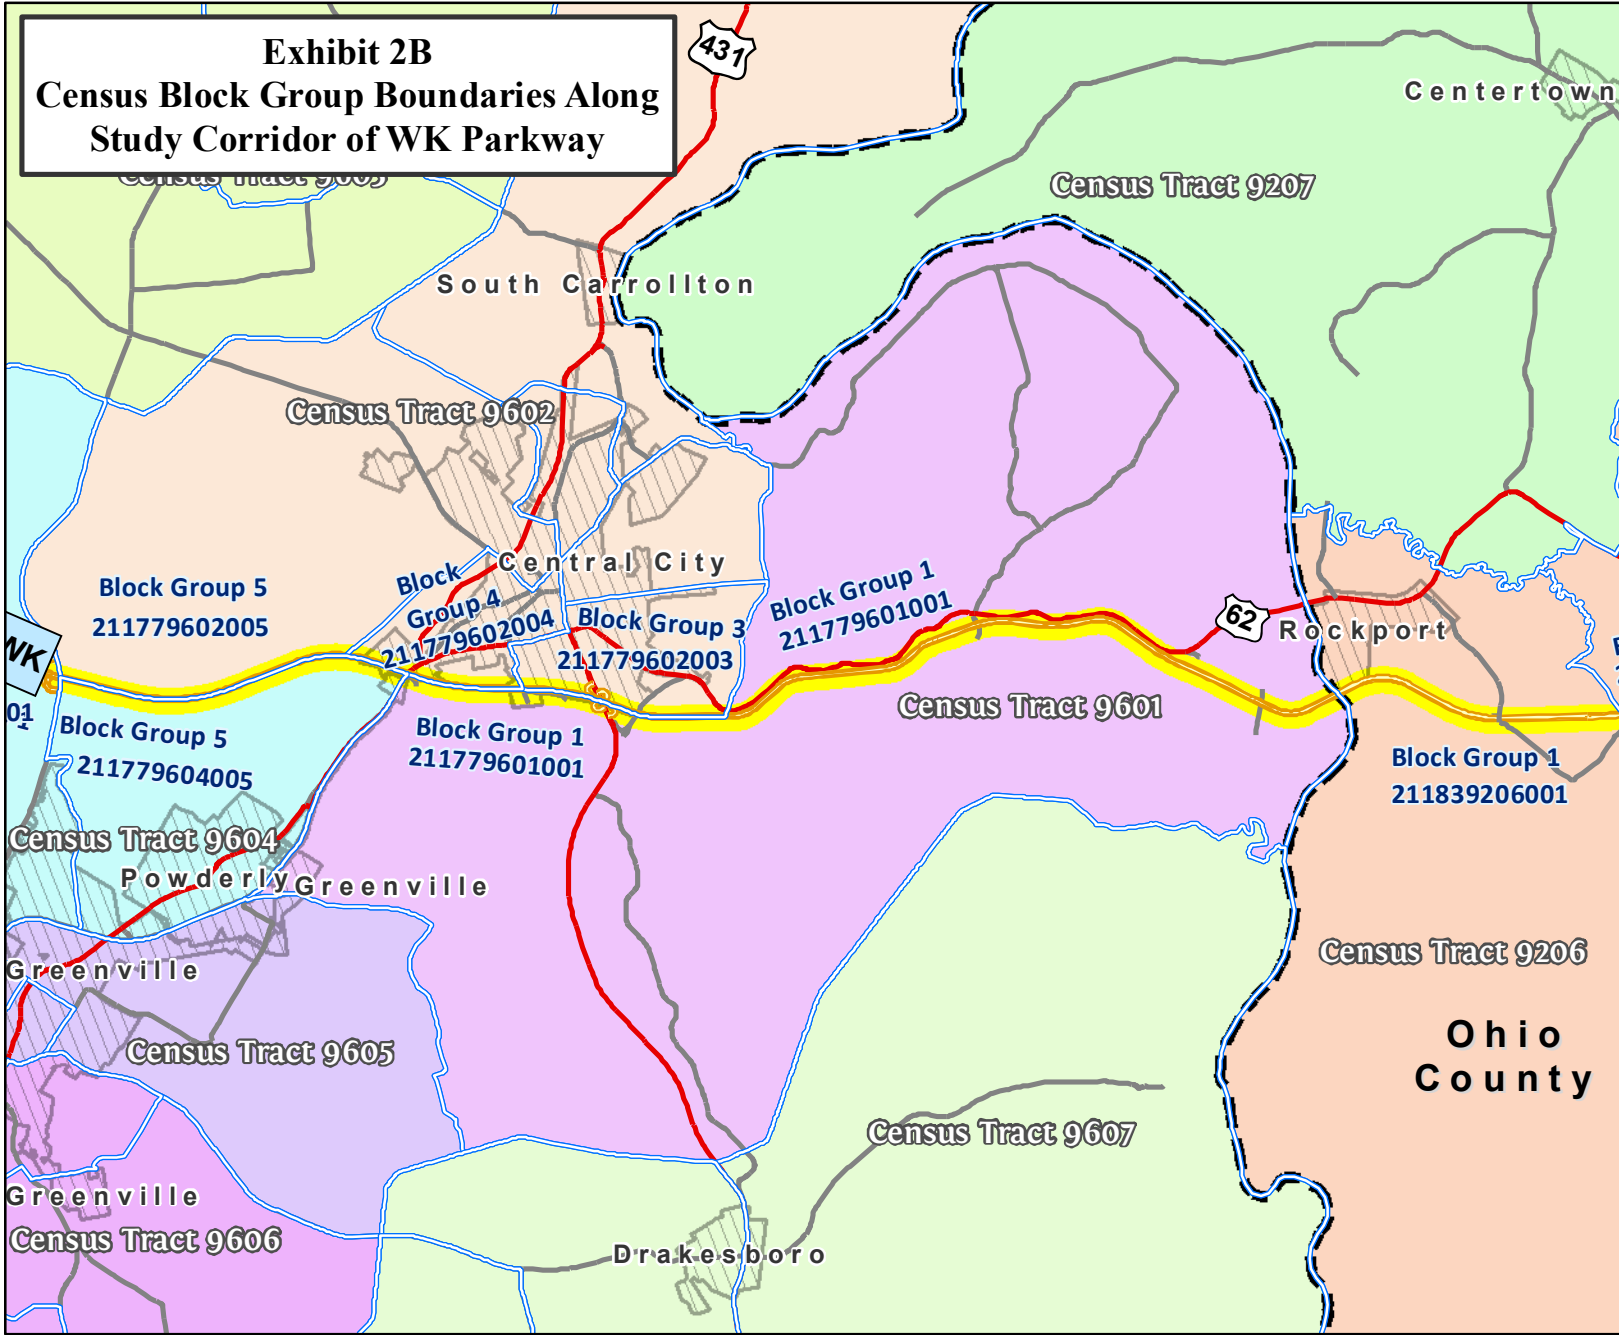 Exhibit 2B
Census Block Group Boundaries Along
Study Corridor of WK Parkway
431
Centertown
Census Tract 9207
South Carrollton
Census Tract 9602
Central City
Block Group 5
211779602005
Block
Group 4
211779602004
Block Group 3
211779602003
Block Group 1
211779601001
62
Rockport
WK
01
Block Group 5
211779604005
Block Group 1
211779601001
Census Tract 9601
Block Group 1
211839206001
Census Tract 9604
Powderly
Greenville
Greenville
Census Tract 9206
Ohio
County
Census Tract 9605
Census Tract 9607
Greenville
Census Tract 9606
Drakesboro